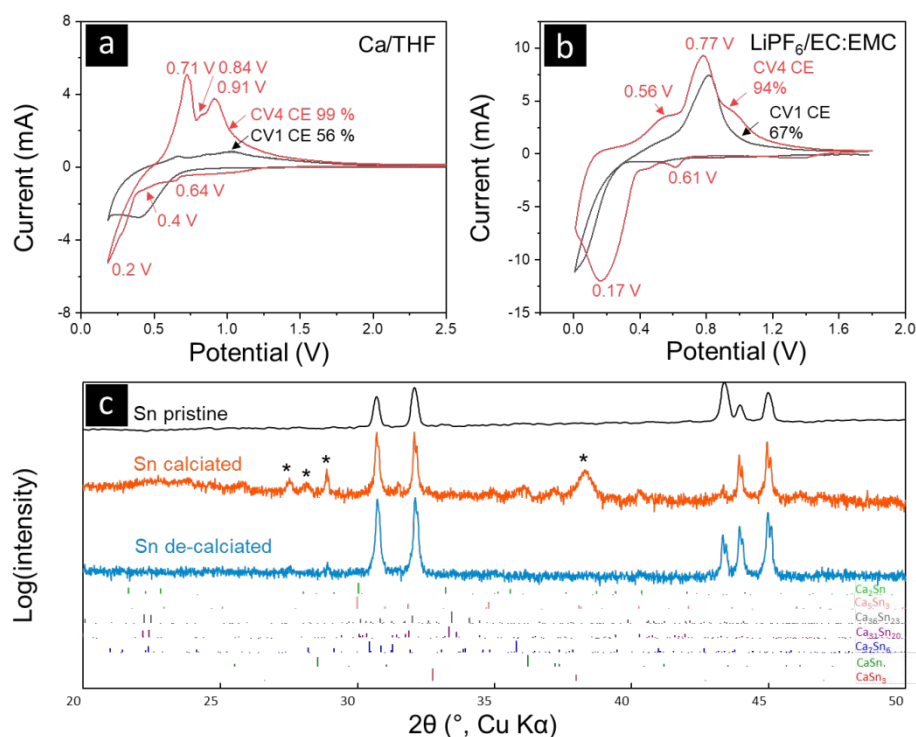 a
Ca/THF
0.71 V
0.84 V
0.91 V
CV4 CE 99 %
CV1 CE 56 %
0.64 V
0.4 V
0.2 V
8
4
0
-4
-8
Current (mA)
0.0
0.5
1.0
1.5
2.0
2.5
Potential (V)
b
LiPF₆/EC:EMC
0.77 V
0.56 V
CV4 CE
94%
CV1 CE
67%
0.61 V
0.17 V
15
10
5
0
-5
-10
-15
Current (mA)
0.0
0.4
0.8
1.2
1.6
2.0
Potential (V)
c
Sn pristine
Sn calciated
*
*
*
*
Sn de-calciated
Ca₂Sn
Ca₅Sn₃
Ca₃₆Sn₂₃
Ca₃₁Sn₂₀
Ca₇Sn₆
CaSn
CaSn₃
Log(intensity)
20
25
30
35
40
45
50
2θ (°, Cu Kα)